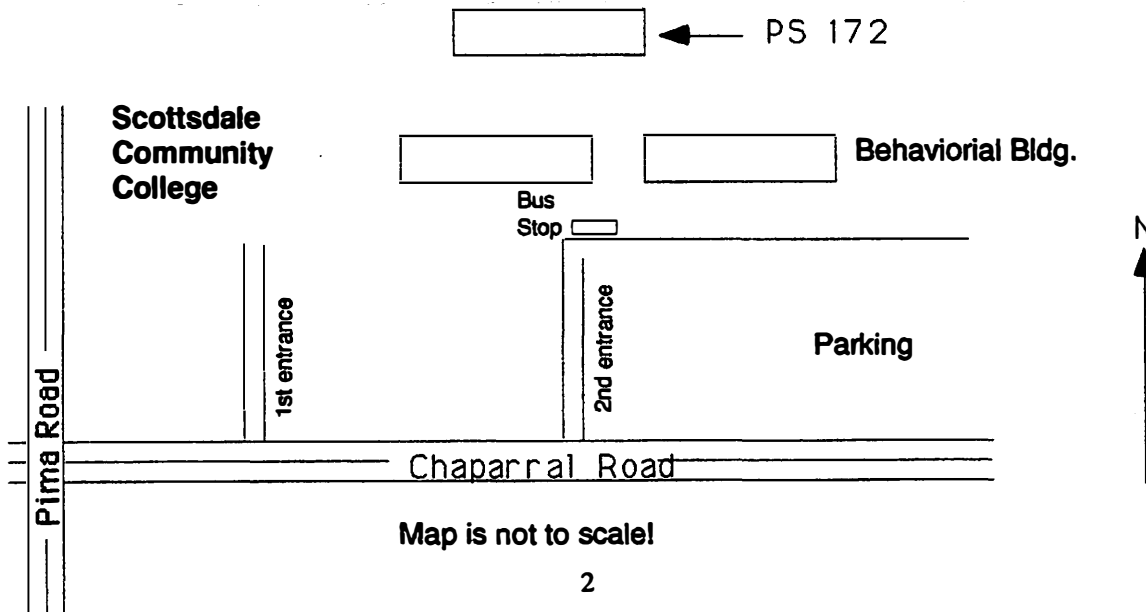 PS 172
Scottsdale
Community
College
Behaviorial Bldg.
Bus
Stop
N
1st entrance
2nd entrance
Parking
Pima Road
Chaparral Road
Map is not to scale!
2